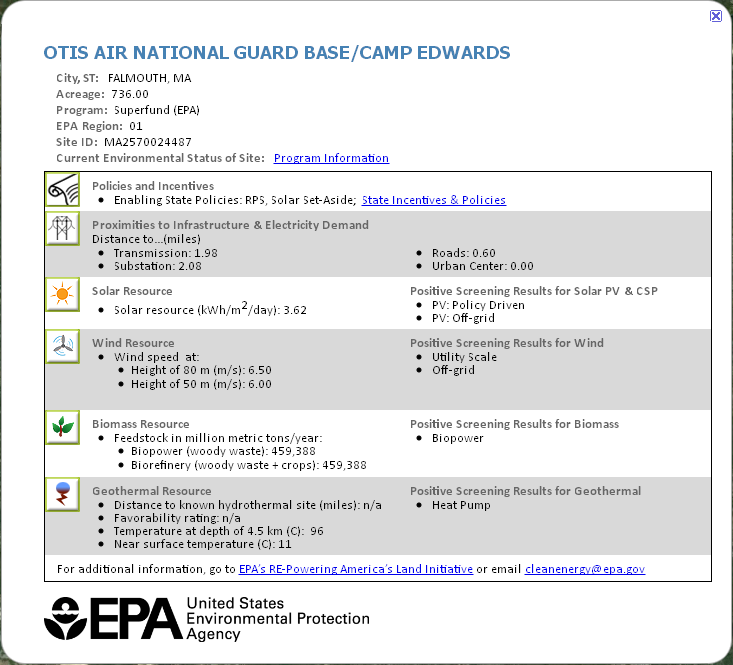 OTIS AIR NATIONAL GUARD BASE/CAMP EDWARDS
City, ST: FALMOUTH, MA
Acreage: 736.00
Program: Superfund (EPA)
EPA Region: 01
Site ID: MA2570024487
Current Environmental Status of Site: Program Information
Policies and Incentives
• Enabling State Policies: RPS, Solar Set-Aside; State Incentives & Policies
Proximities to Infrastructure & Electricity Demand
Distance to...(miles)
• Transmission: 1.98
• Substation: 2.08
• Roads: 0.60
• Urban Center: 0.00
Solar Resource
• Solar resource (kWh/m2/day): 3.62
Positive Screening Results for Solar PV & CSP
• PV: Policy Driven
• PV: Off-grid
Wind Resource
• Wind speed at:
• Height of 80 m (m/s): 6.50
• Height of 50 m (m/s): 6.00
Positive Screening Results for Wind
• Utility Scale
• Off-grid
Biomass Resource
• Feedstock in million metric tons/year:
• Biopower (woody waste): 459,388
• Biorefinery (woody waste + crops): 459,388
Positive Screening Results for Biomass
• Biopower
Geothermal Resource
• Distance to known hydrothermal site (miles): n/a
• Favorability rating: n/a
• Temperature at depth of 4.5 km (C): 96
• Near surface temperature (C): 11
Positive Screening Results for Geothermal
• Heat Pump
For additional information, go to EPA's RE-Powering America's Land Initiative or email cleanenergy@epa.gov
EPA
United States
Environmental Protection
Agency